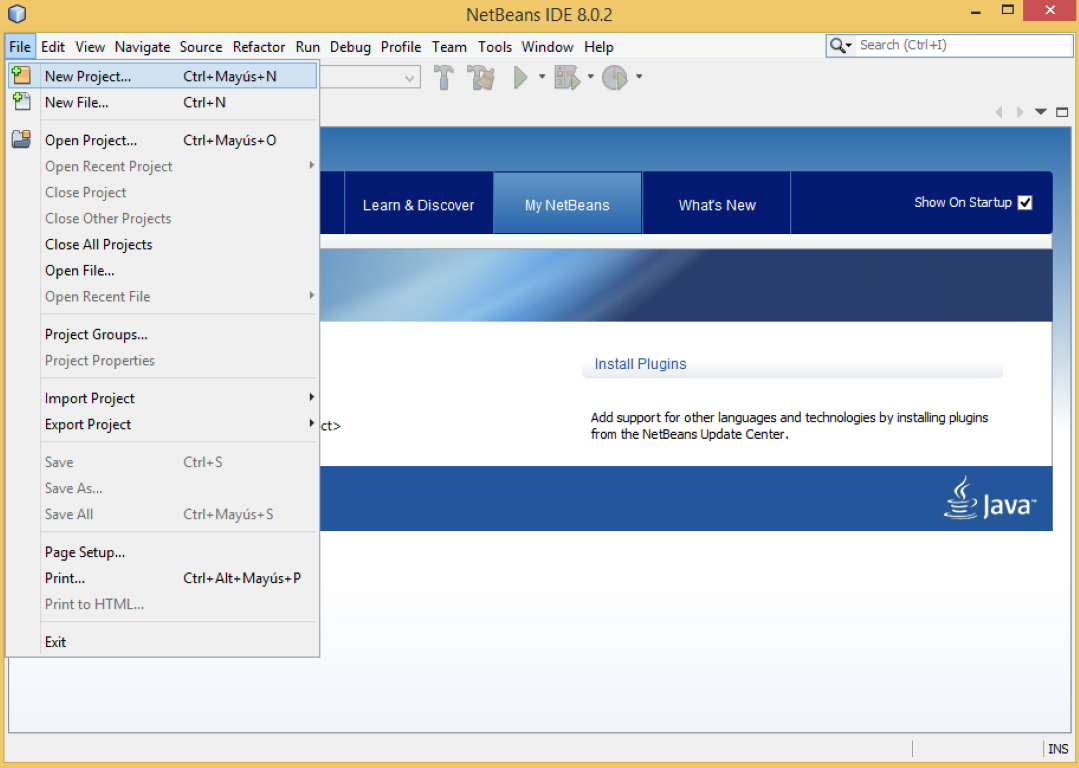 NetBeans IDE 8.0.2
File Edit View Navigate Source Refactor Run Debug Profile Team Tools Window Help
Search (Ctrl+I)
New Project... Ctrl+Mayús+N
New File... Ctrl+N
Open Project... Ctrl+Mayús+O
Open Recent Project
Close Project
Close Other Projects
Close All Projects
Open File...
Open Recent File
Project Groups...
Project Properties
Import Project
Export Project
Save Ctrl+S
Save As...
Save All Ctrl+Mayús+S
Page Setup...
Print... Ctrl+Alt+Mayús+P
Print to HTML...
Exit
Learn & Discover My NetBeans What's New Show On Startup
Install Plugins
Add support for other languages and technologies by installing plugins
from the NetBeans Update Center.
ct>
Java™
INS